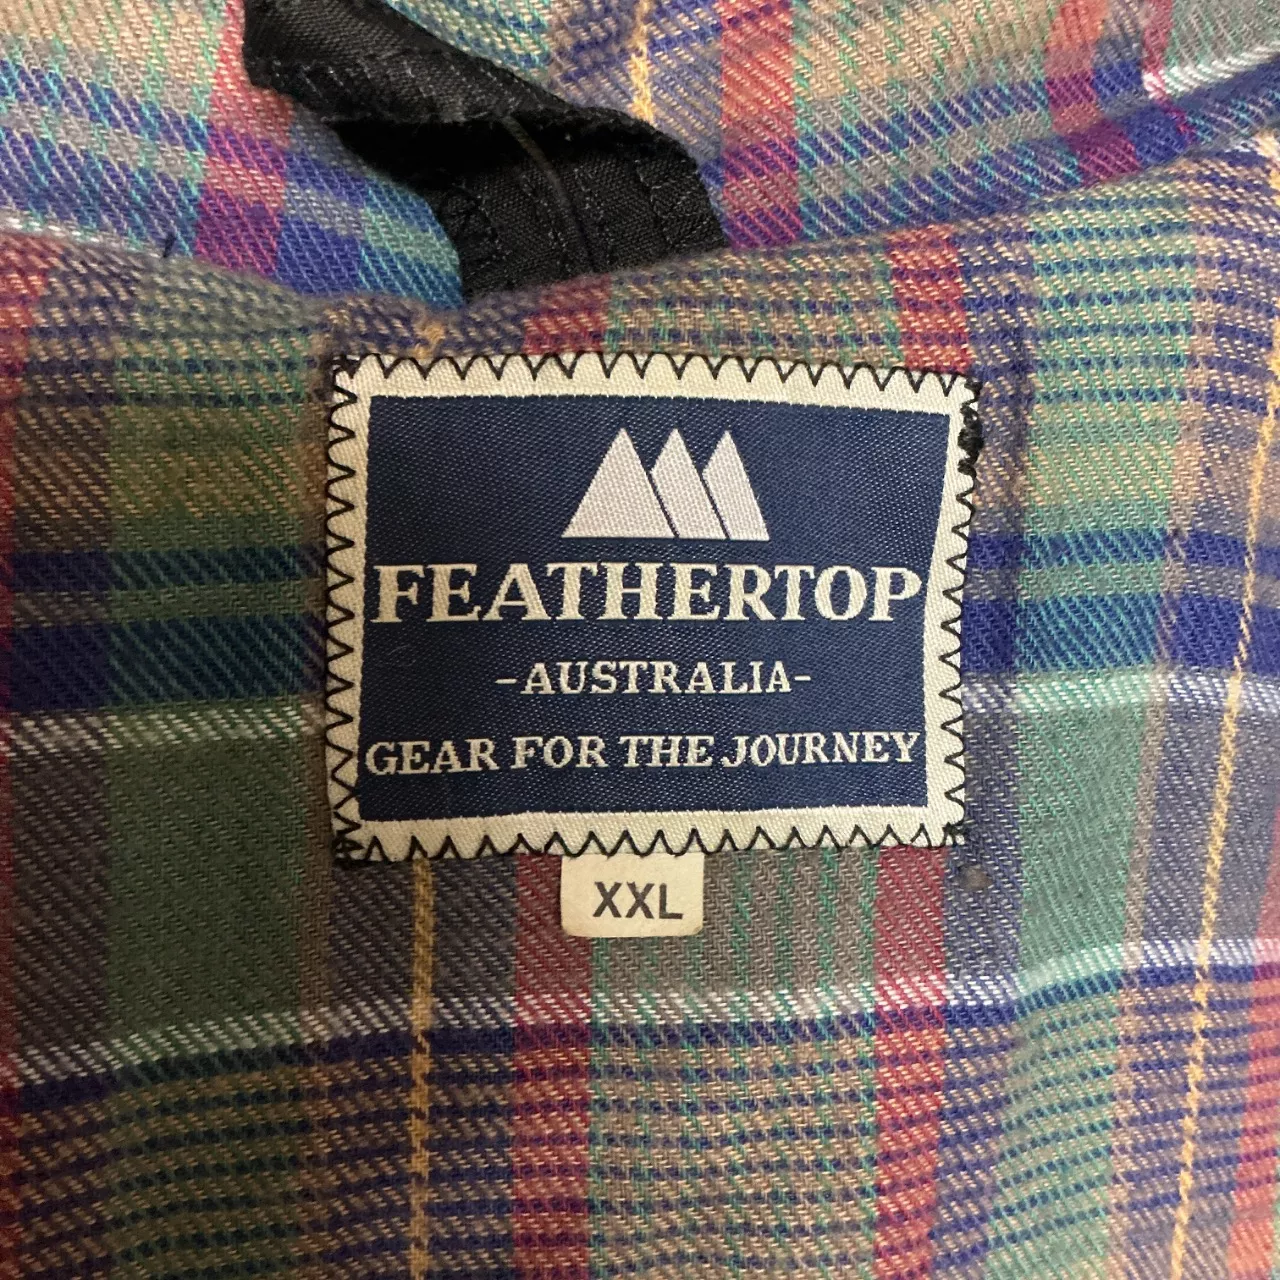 FEATHERTOP
-AUSTRALIA-
GEAR FOR THE JOURNEY
XXL